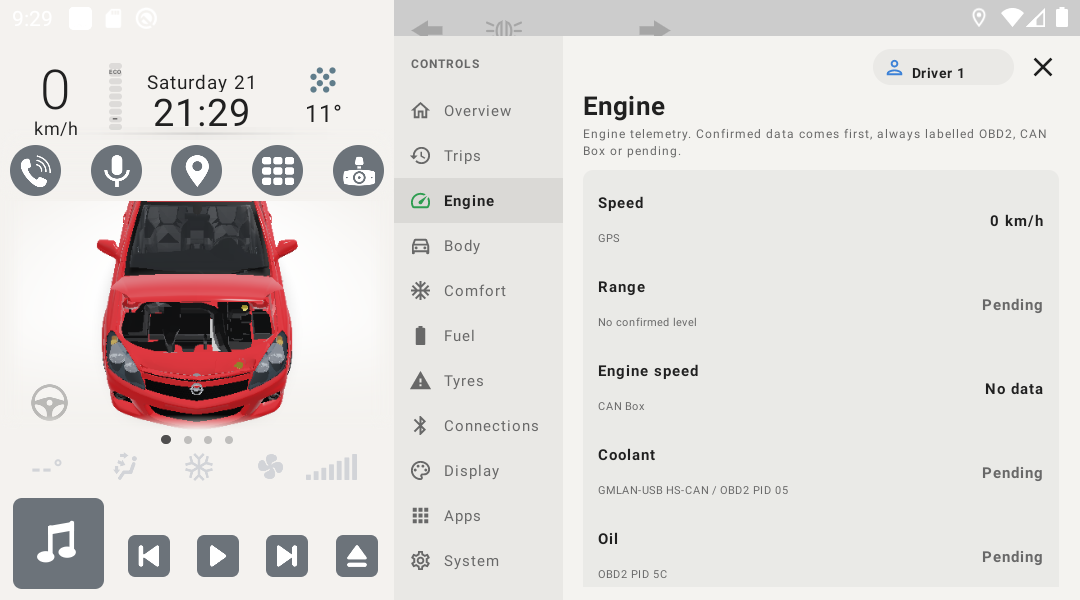 9:29
0
km/h
ECO
Saturday 21
21:29
11°
--°
CONTROLS
Overview
Trips
Engine
Body
Comfort
Fuel
Tyres
Connections
Display
Apps
System
Driver 1
Engine
Engine telemetry. Confirmed data comes first, always labelled OBD2, CAN
Box or pending.
Speed
0 km/h
GPS
Range
Pending
No confirmed level
Engine speed
No data
CAN Box
Coolant
Pending
GMLAN-USB HS-CAN / OBD2 PID 05
Oil
Pending
OBD2 PID 5C